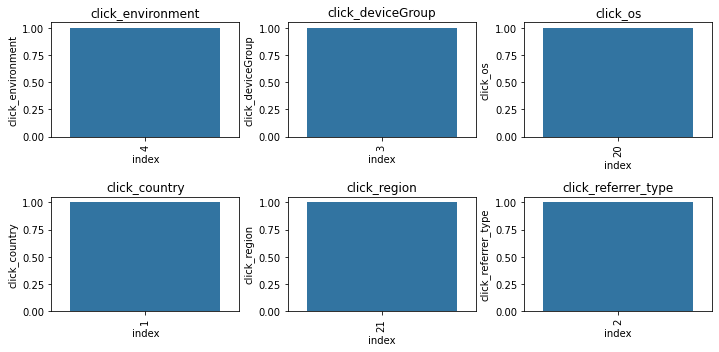 click_environment
click_environment
1.00
0.75
0.50
0.25
0.00
4
index
click_deviceGroup
click_deviceGroup
1.00
0.75
0.50
0.25
0.00
3
index
click_os
click_os
1.00
0.75
0.50
0.25
0.00
20
index
click_country
click_country
1.00
0.75
0.50
0.25
0.00
1
index
click_region
click_region
1.00
0.75
0.50
0.25
0.00
21
index
click_referrer_type
click_referrer_type
1.00
0.75
0.50
0.25
0.00
2
index